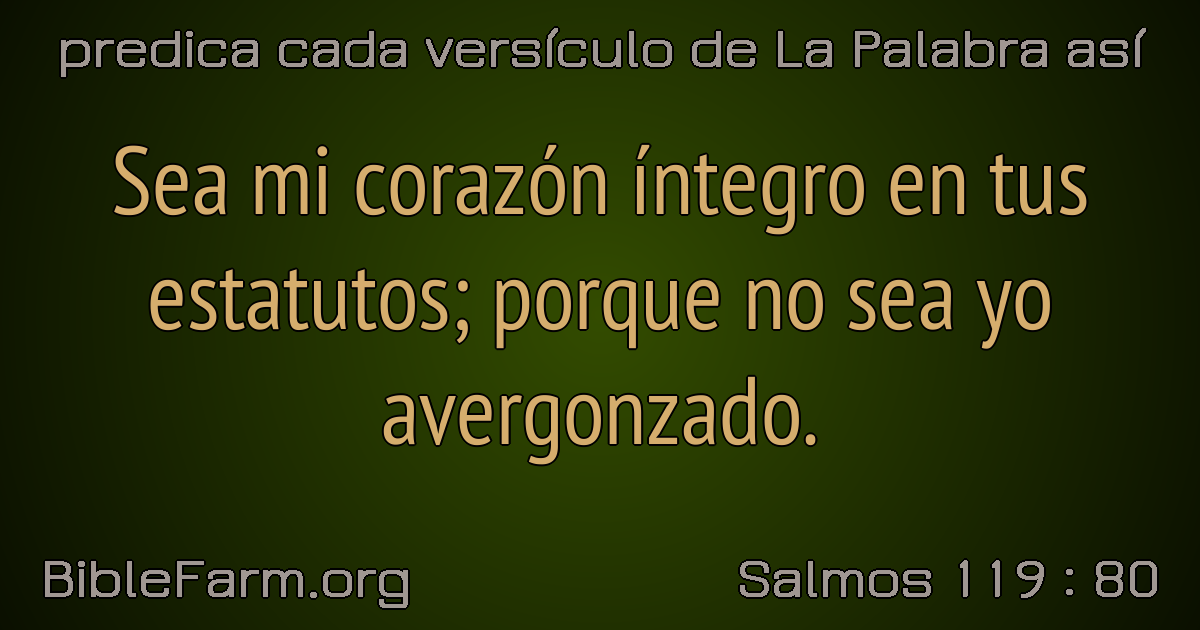 predica cada versículo de La Palabra así
Sea mi corazón íntegro en tus
estatutos; porque no sea yo
avergonzado.
BibleFarm.org
Salmos 119 : 80